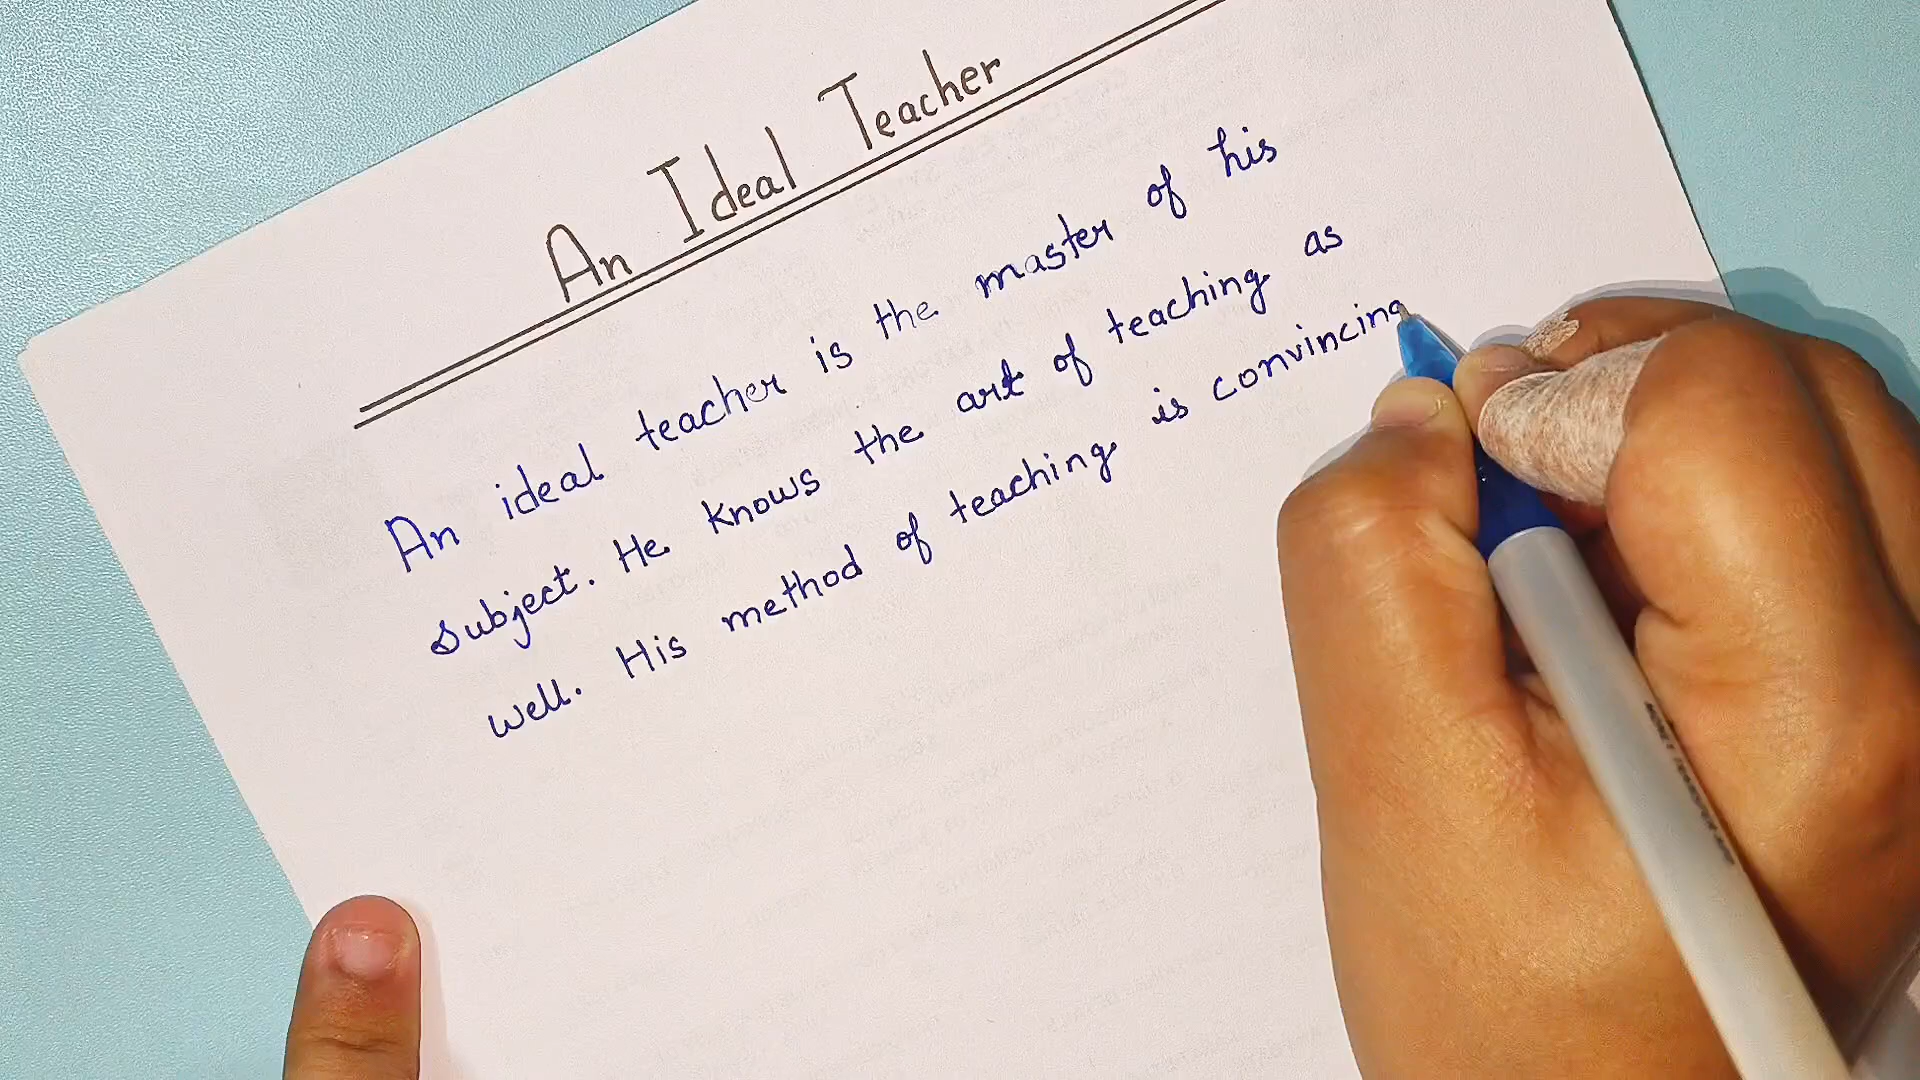 An Ideal Teacher
An ideal teacher is the master of his
subject. He knows the art of teaching as
well. His method of teaching is convincing